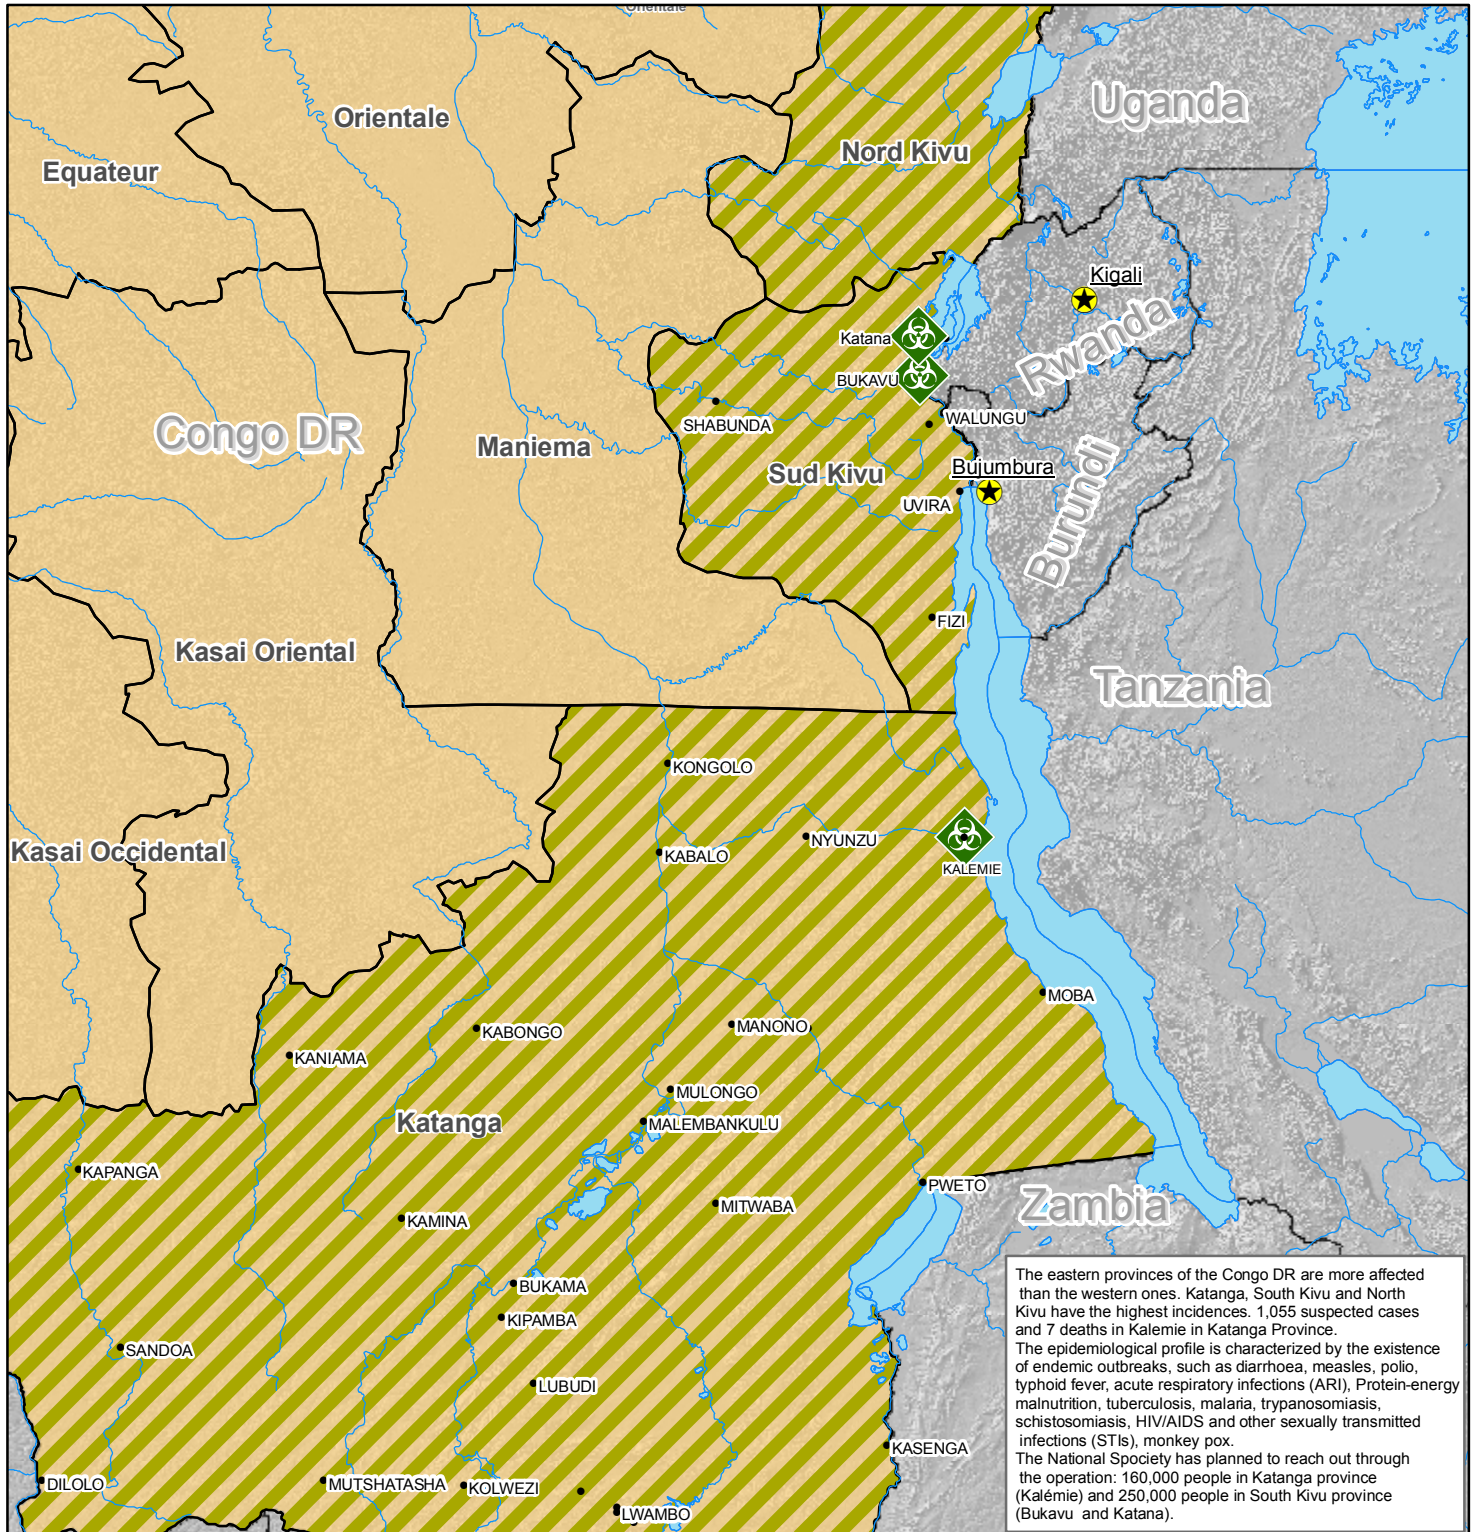 Orientale
Uganda
Orientale
Nord Kivu
Equateur
Kigali
Rwanda
Katana
BUKAVU
SHABUNDA
WALUNGU
Congo DR
Maniema
Sud Kivu
Bujumbura
UVIRA
Burundi
FIZI
Kasai Oriental
Tanzania
KONGOLO
NYUNZU
KABALO
Kasai Occidental
KALEMIE
MOBA
MANONO
KABONGO
KANIAMA
MULONGO
Katanga
MALEMBANKULU
KAPANGA
PWETO
MITWABA
Zambia
KAMINA
BUKAMA
KIPAMBA
SANDOA
LUBUDI
KASENGA
DILOLO
MUTSHATASHA
KOLWEZI
LWAMBO
The eastern provinces of the Congo DR are more affected
than the western ones. Katanga, South Kivu and North
Kivu have the highest incidences. 1,055 suspected cases
and 7 deaths in Kalemie in Katanga Province.
The epidemiological profile is characterized by the existence
of endemic outbreaks, such as diarrhoea, measles, polio,
typhoid fever, acute respiratory infections (ARI), Protein-energy
malnutrition, tuberculosis, malaria, trypanosomiasis,
schistosomiasis, HIV/AIDS and other sexually transmitted
infections (STIs), monkey pox.
The National Spociety has planned to reach out through
the operation: 160,000 people in Katanga province
(Kalémie) and 250,000 people in South Kivu province
(Bukavu and Katana).